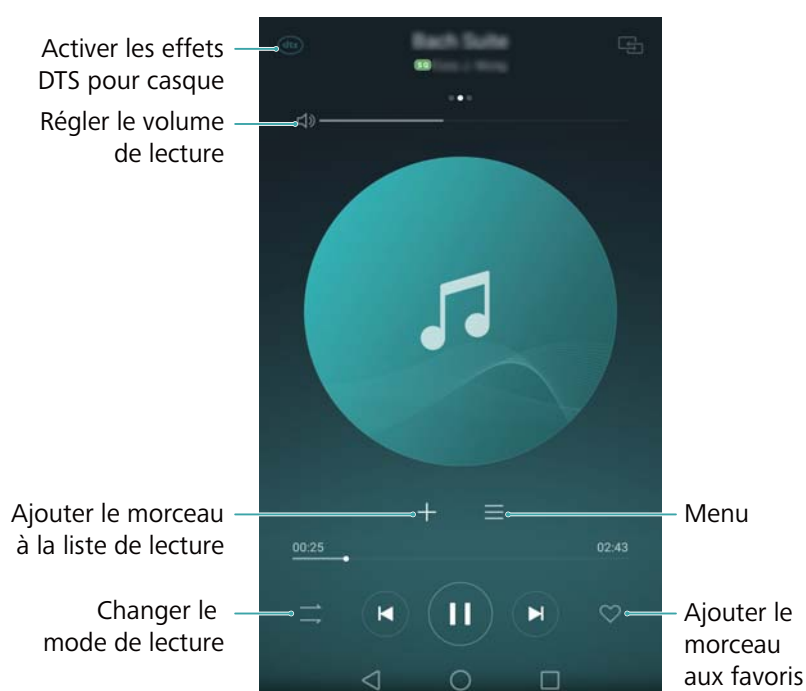 Activer les effets
DTS pour casque
dts
Régler le volume
de lecture
Ajouter le morceau
à la liste de lecture
Menu
00:25
02:43
Changer le
mode de lecture
Ajouter le
morceau
aux favoris